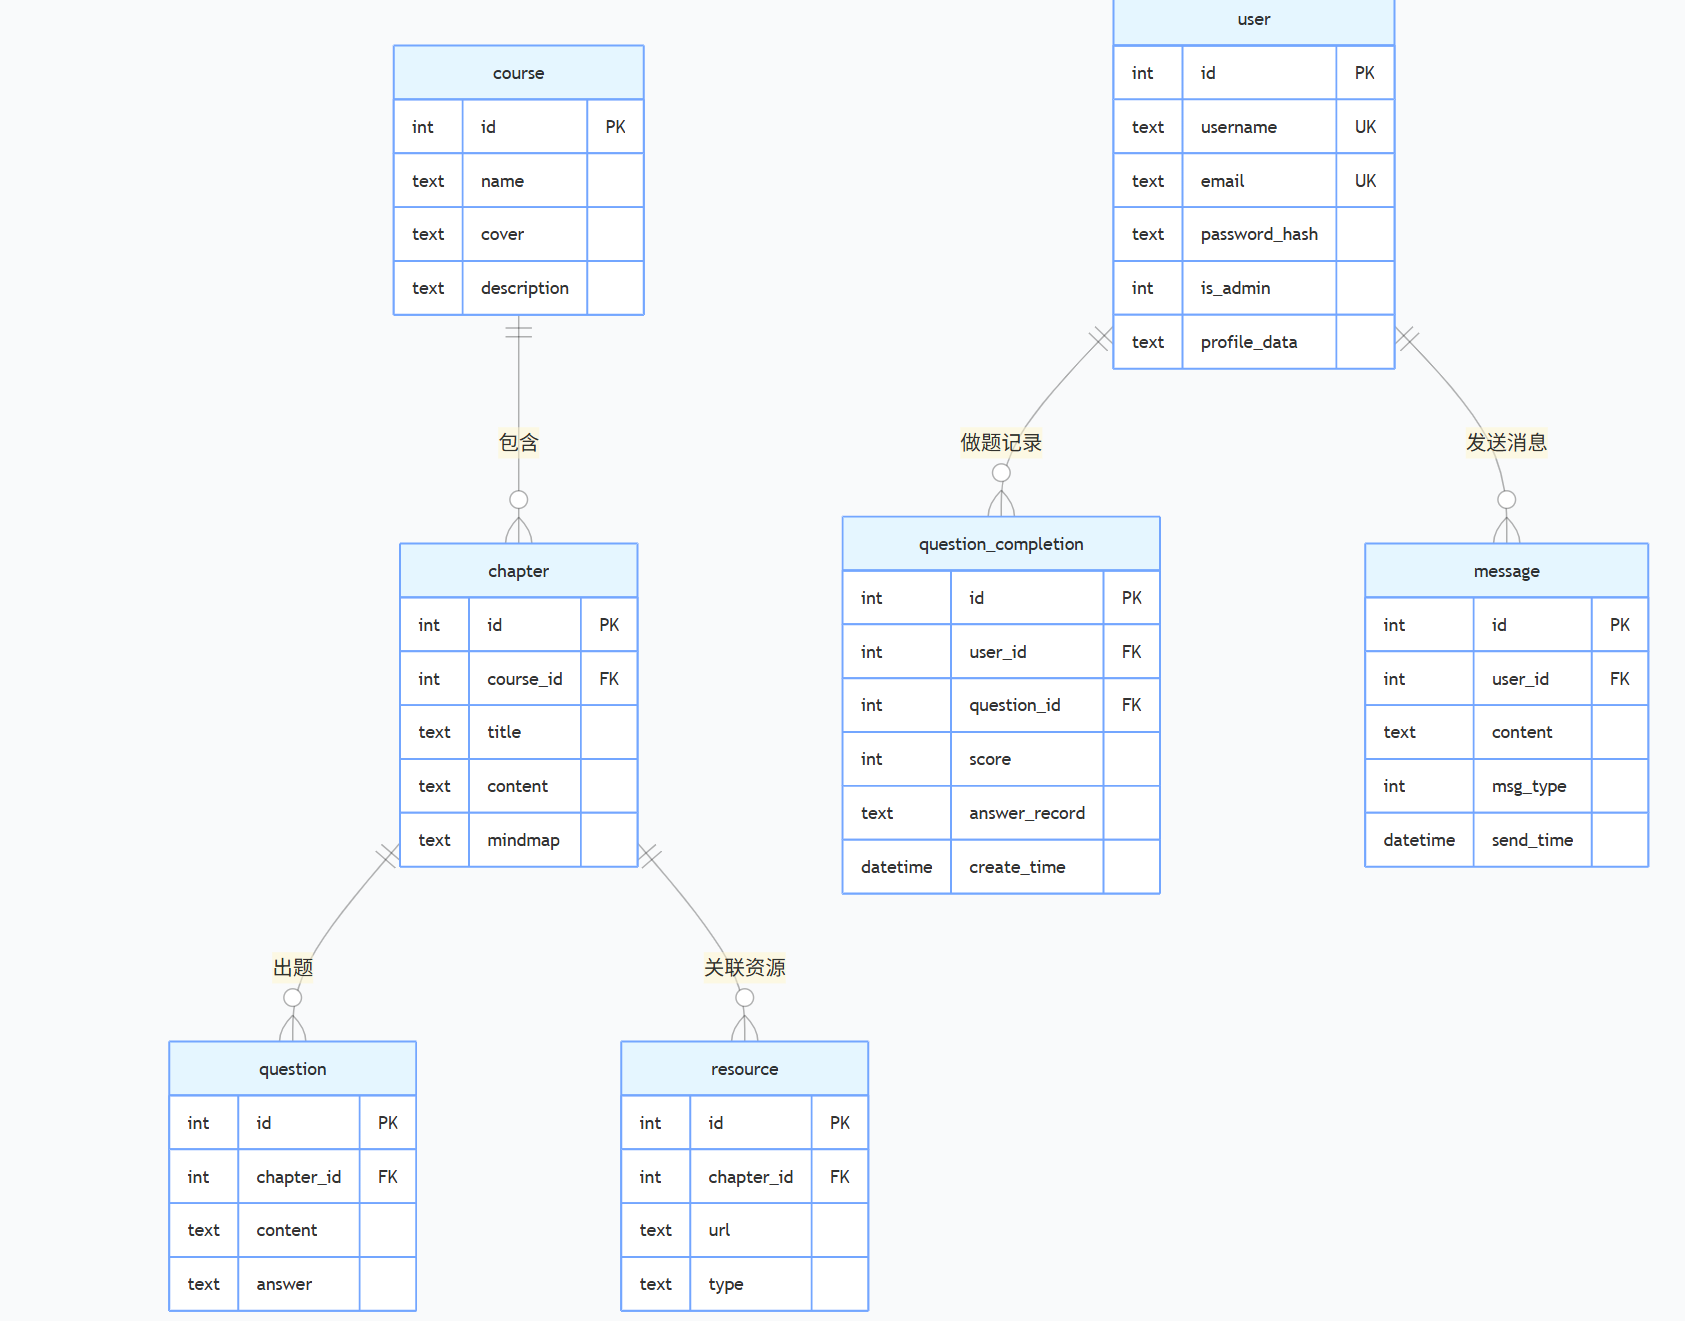 course
int id PK
text name
text cover
text description
包含
chapter
int id PK
int course_id FK
text title
text content
text mindmap
出题
关联资源
question
int id PK
int chapter_id FK
text content
text answer
resource
int id PK
int chapter_id FK
text url
text type
user
int id PK
text username UK
text email UK
text password_hash
int is_admin
text profile_data
做题记录
发送消息
question_completion
int id PK
int user_id FK
int question_id FK
int score
text answer_record
datetime create_time
message
int id PK
int user_id FK
text content
int msg_type
datetime send_time